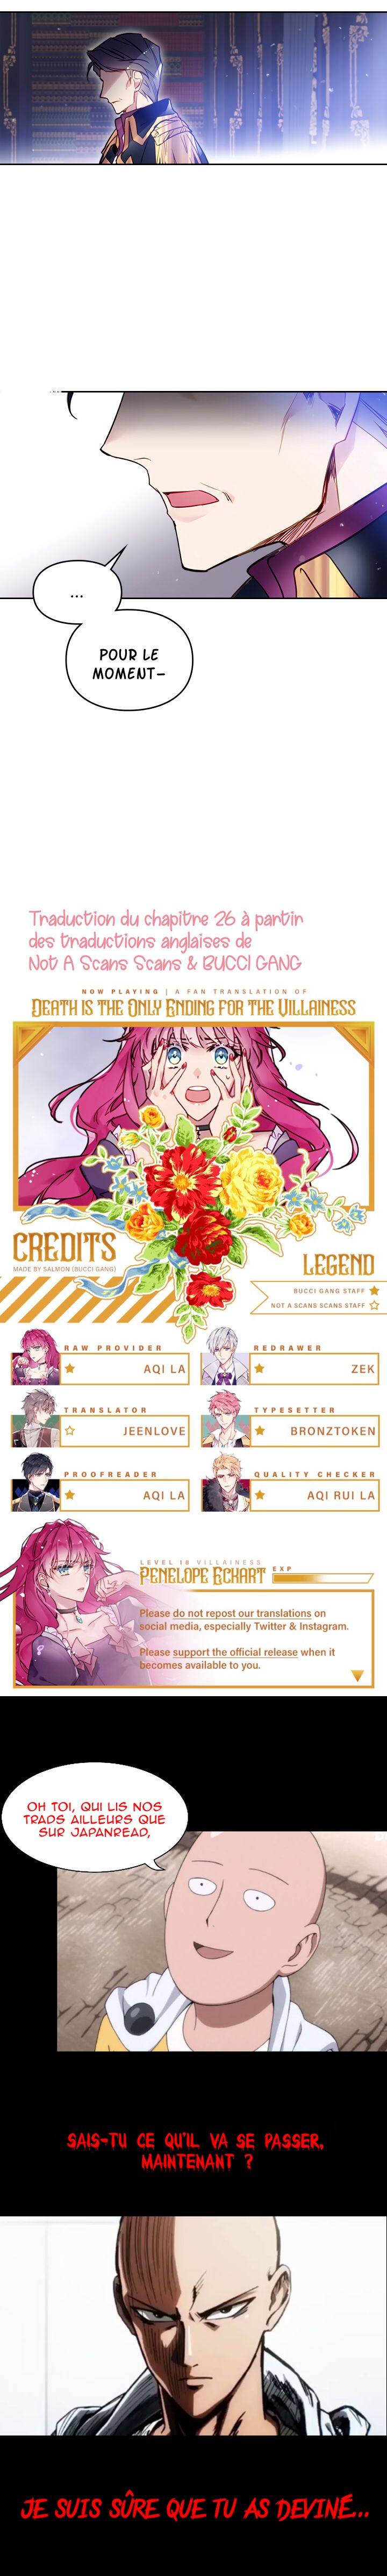 ...
POUR LE
MOMENT-
Traduction du chapitre 26 à partir
des traductions anglaises de
Not A Scans Scans & BUCCI GANG
NOW PLAYING | A FAN TRANSLATION OF
DEATH IS THE ONLY ENDING FOR THE VILLAINESS
CREDITS
MADE BY SALMON (BUCCI GANG)
LEGEND
BUCCI GANG STAFF ★
NOT A SCANS SCANS STAFF ☆
RAW PROVIDER
★ AQI LA
REDRAWER
★ ZEK
TRANSLATOR
☆ JEENLOVE
TYPESETTER
★ BRONZTOKEN
PROOFREADER
★ AQI LA
QUALITY CHECKER
★ AQI RUI LA
LEVEL 18 VILLAINESS
PENELOPE ECKART EXP
Please do not repost our translations on
social media, especially Twitter & Instagram.
Please support the official release when it
becomes available to you.
OH TOI, QUI LIS NOS
TRADS AILLEURS QUE
SUR JAPANREAD,
SAIS-TU CE QU'IL VA SE PASSER,
MAINTENANT ?
JE SUIS SÛRE QUE TU AS DEVINÉ...